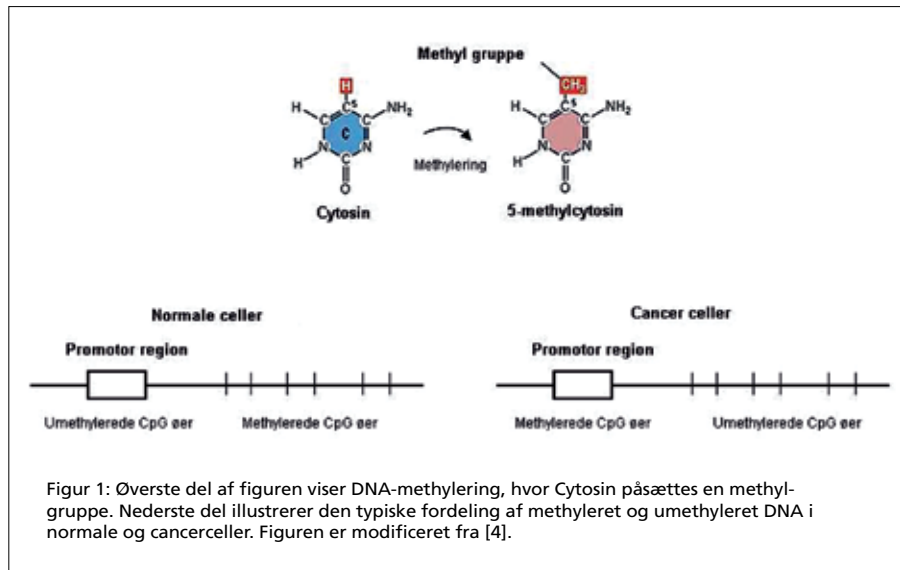 Methyl gruppe
H
CH3
H
C5
NH2
H
C5
NH2
C
C
C
C
C
H
N
N
Methylering
H
N
N
C
C
O
O
Cytosin
5-methylcytosin
Normale celler
Cancer celler
Promotor region
Promotor region
Umethylerede CpG øer
Methylerede CpG øer
Methylerede CpG øer
Umethylerede CpG øer
Figur 1: Øverste del af figuren viser DNA-methylering, hvor Cytosin påsættes en methyl-
gruppe. Nederste del illustrerer den typiske fordeling af methyleret og umethyleret DNA i
normale og cancerceller. Figuren er modificeret fra [4].